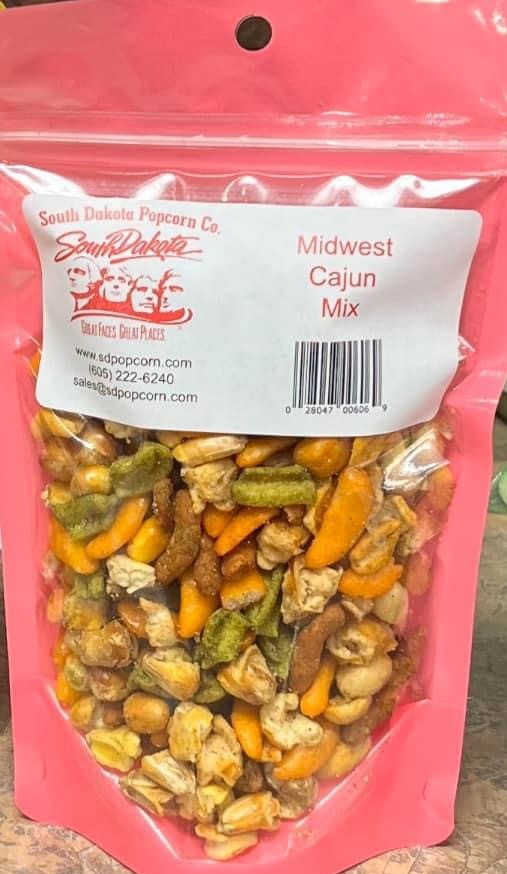 South Dakota Popcorn Co.
South Dakota
GREAT FACES. GREAT PLACES.
www.sdpopcorn.com
(605) 222-6240
sales@sdpopcorn.com
Midwest
Cajun
Mix
0 28047 00606 9